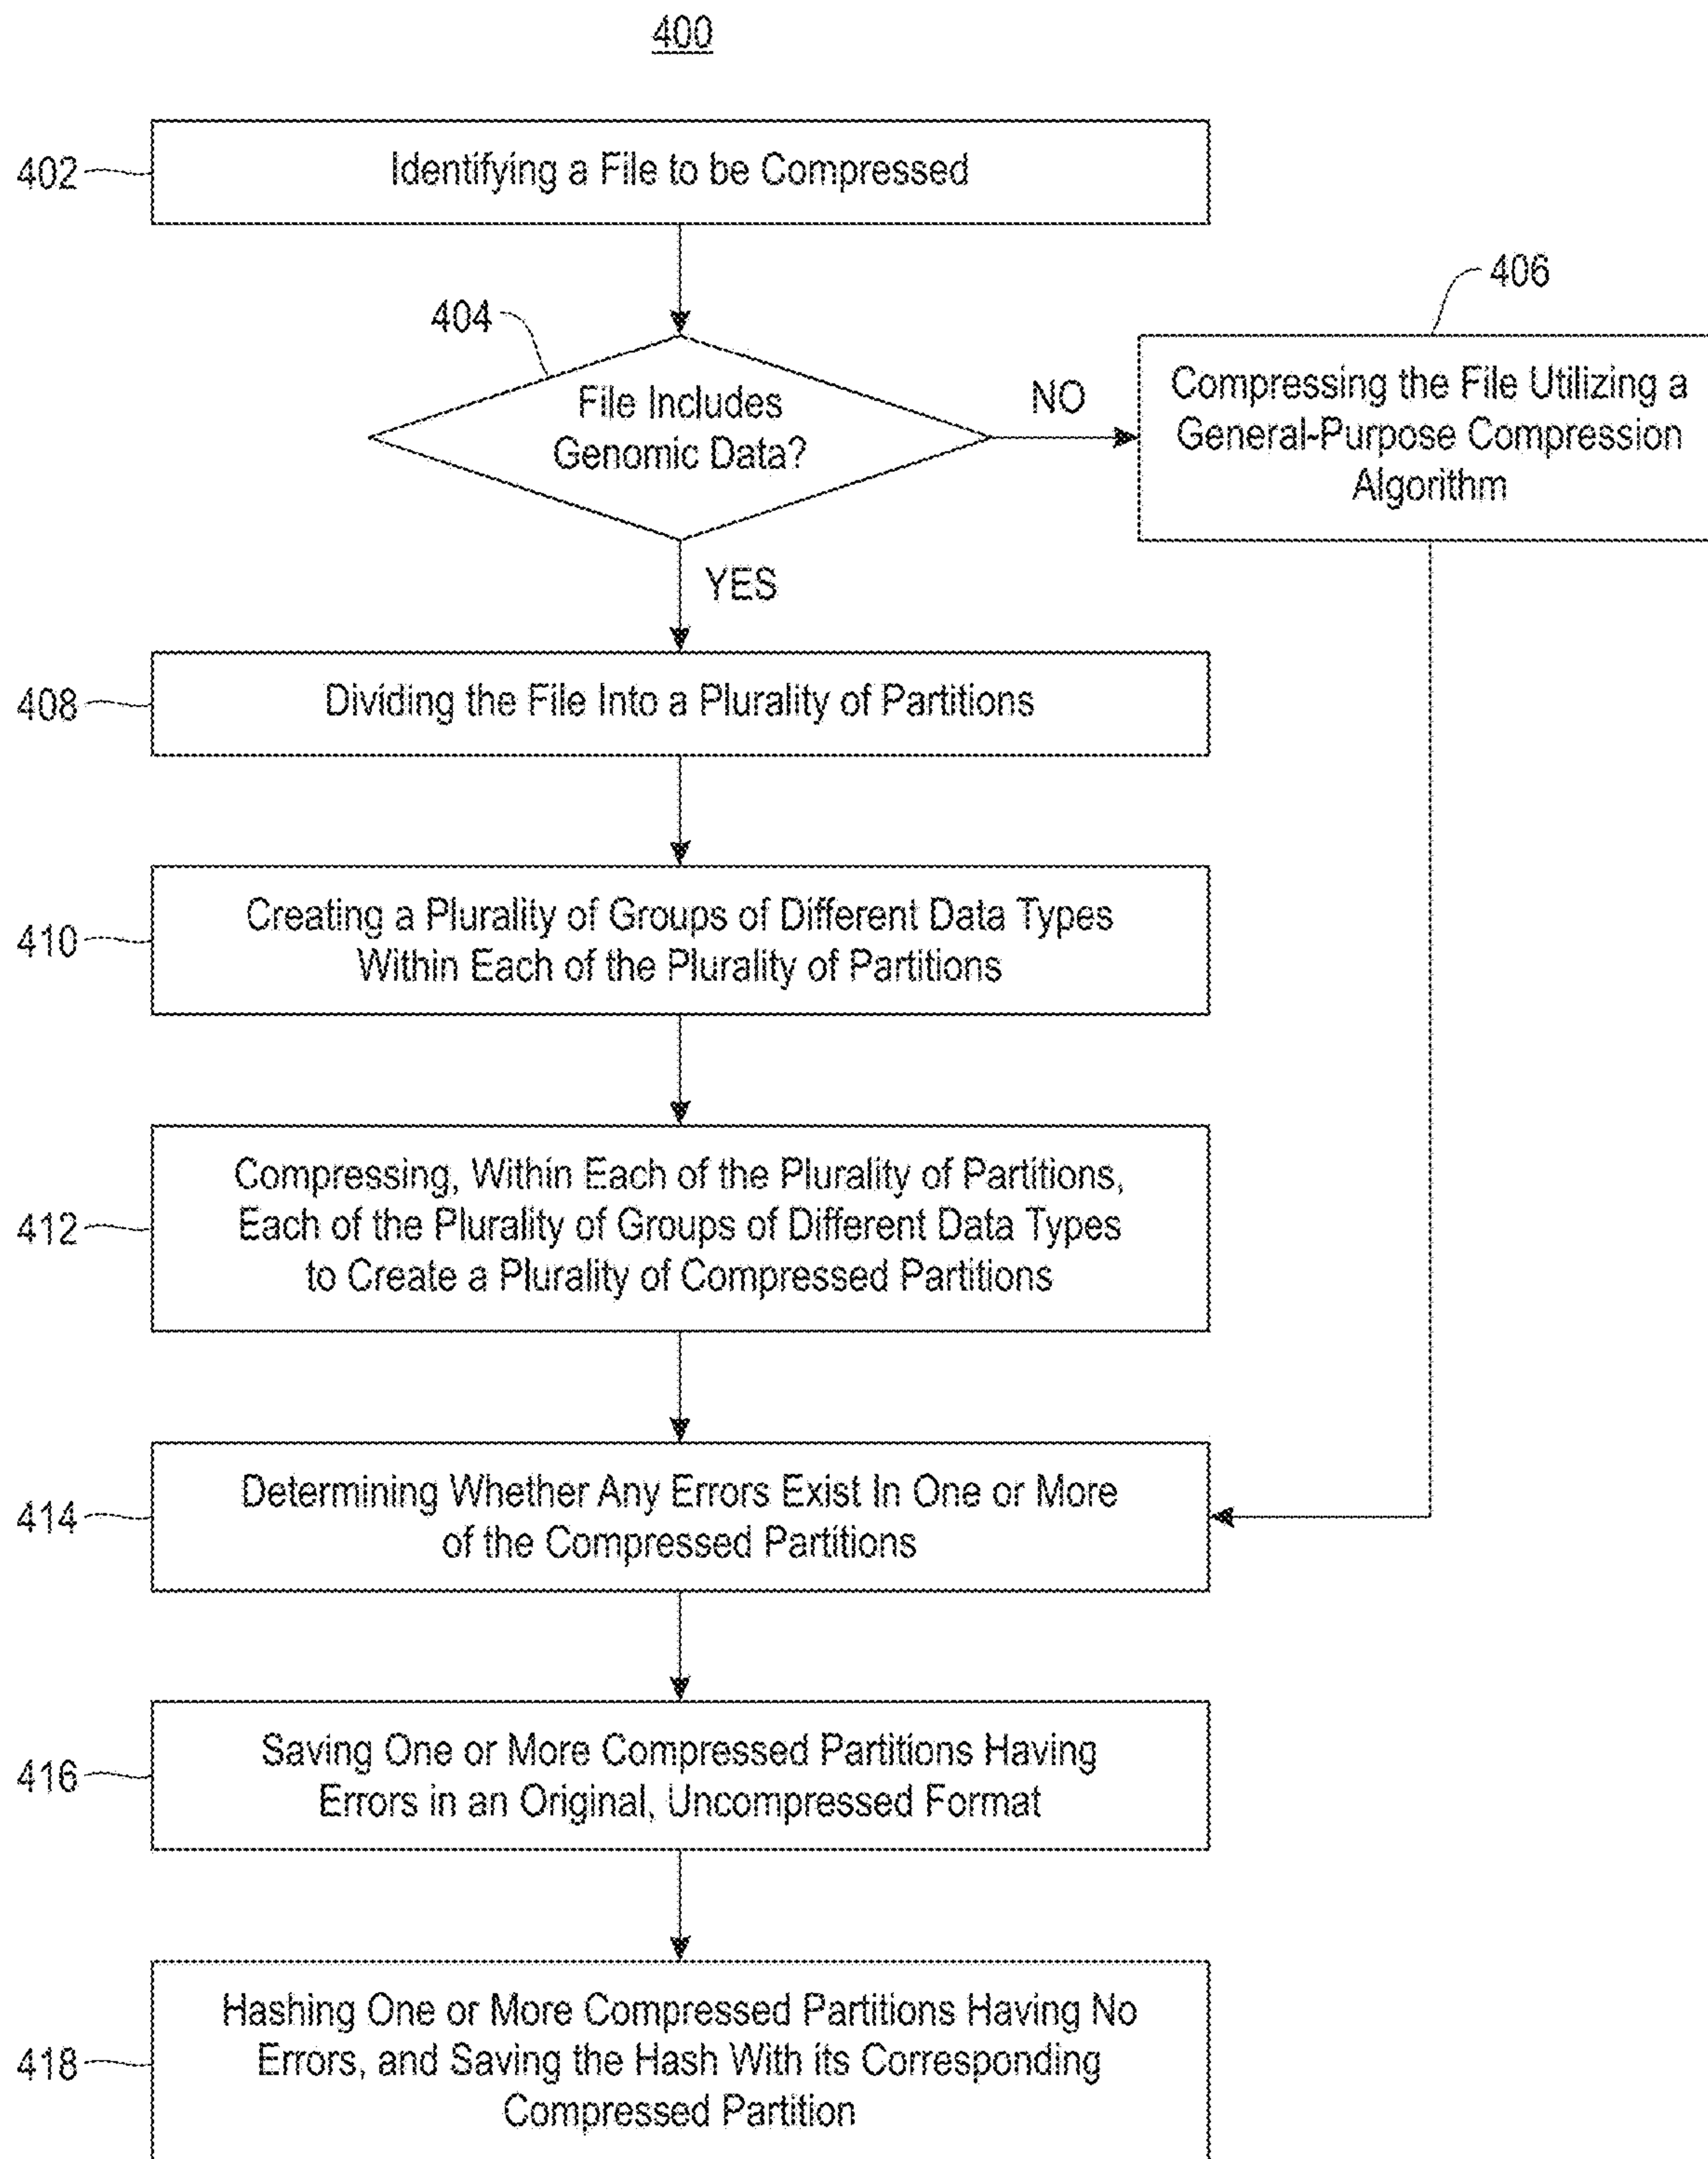 400
402
Identifying a File to be Compressed
404
File Includes
Genomic Data?
NO
406
Compressing the File Utilizing a
General-Purpose Compression
Algorithm
YES
408
Dividing the File Into a Plurality of Partitions
410
Creating a Plurality of Groups of Different Data Types
Within Each of the Plurality of Partitions
412
Compressing, Within Each of the Plurality of Partitions,
Each of the Plurality of Groups of Different Data Types
to Create a Plurality of Compressed Partitions
414
Determining Whether Any Errors Exist In One or More
of the Compressed Partitions
416
Saving One or More Compressed Partitions Having
Errors in an Original, Uncompressed Format
418
Hashing One or More Compressed Partitions Having No
Errors, and Saving the Hash With its Corresponding
Compressed Partition